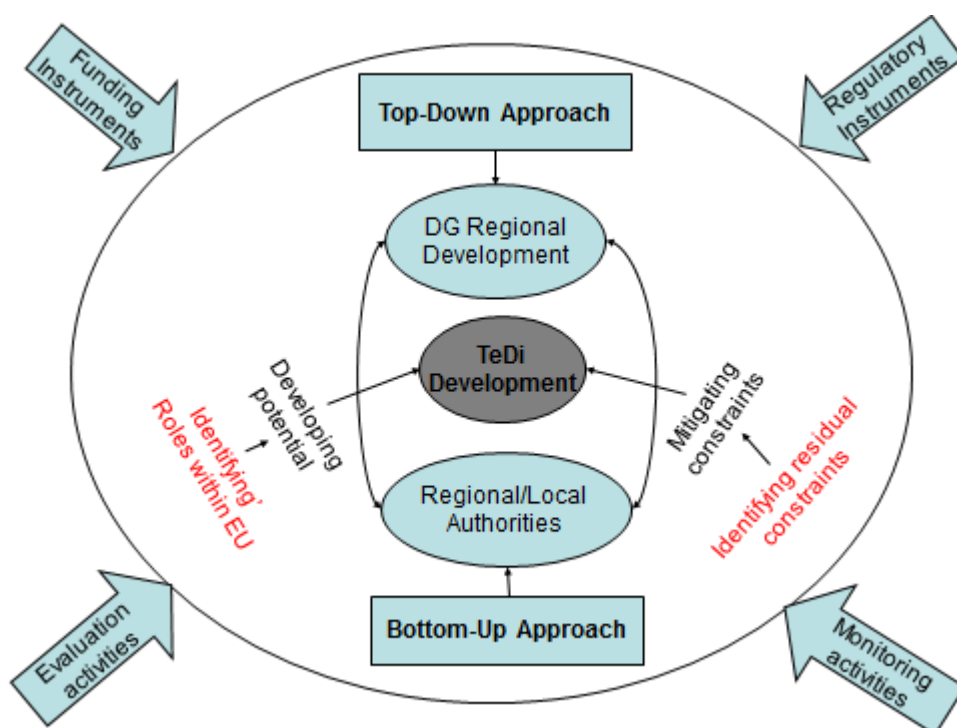 Funding
Instruments
Regulatory
Instruments
Top-Down Approach
DG Regional
Development
TeDi
Development
Developing
potential
Identifying'
Roles within EU
Mitigating
constraints
Identifying residual
constraints
Regional/Local
Authorities
Bottom-Up Approach
Evaluation
activities
Monitoring
activities